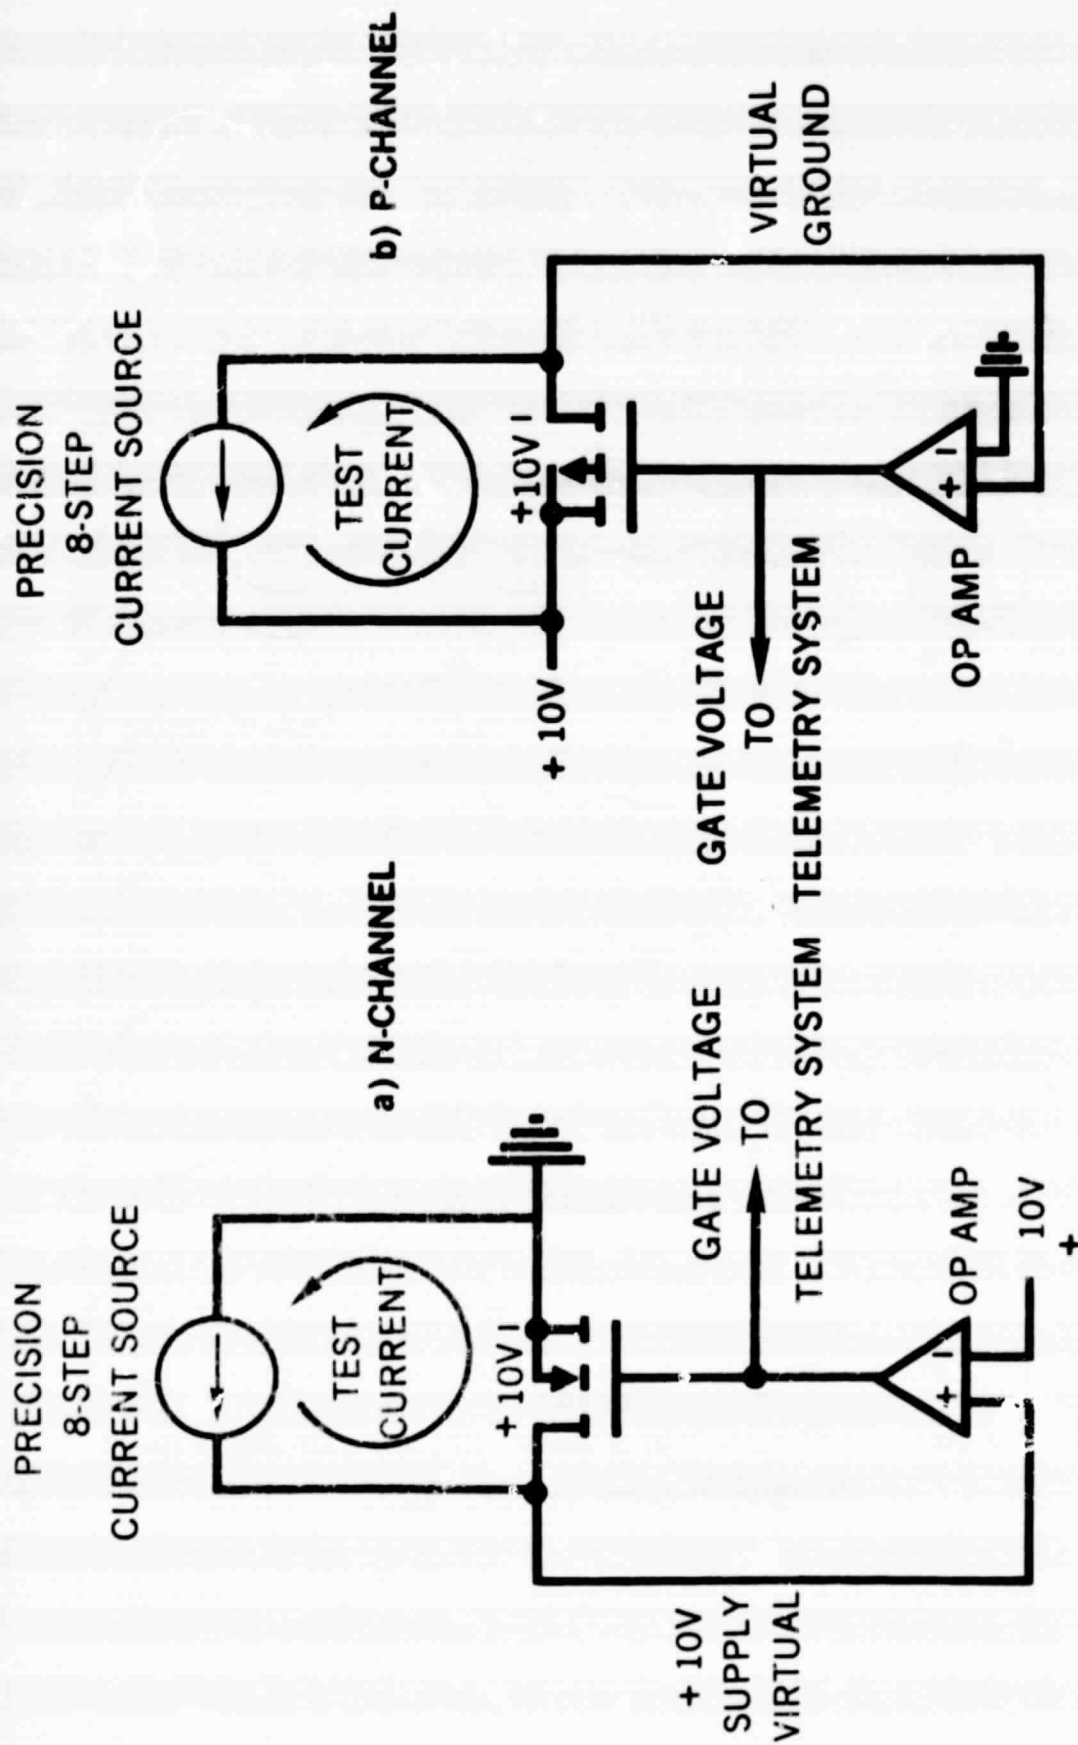 PRECISION
8-STEP
CURRENT SOURCE
TEST
CURRENT
+ 10V −
+ 10V
SUPPLY
VIRTUAL
GATE VOLTAGE
TO
TELEMETRY SYSTEM
+ −
OP AMP
10V
+
a) N-CHANNEL
PRECISION
8-STEP
CURRENT SOURCE
TEST
CURRENT
+10V −
+ 10V
GATE VOLTAGE
TO
TELEMETRY SYSTEM
+ −
OP AMP
VIRTUAL
GROUND
b) P-CHANNEL